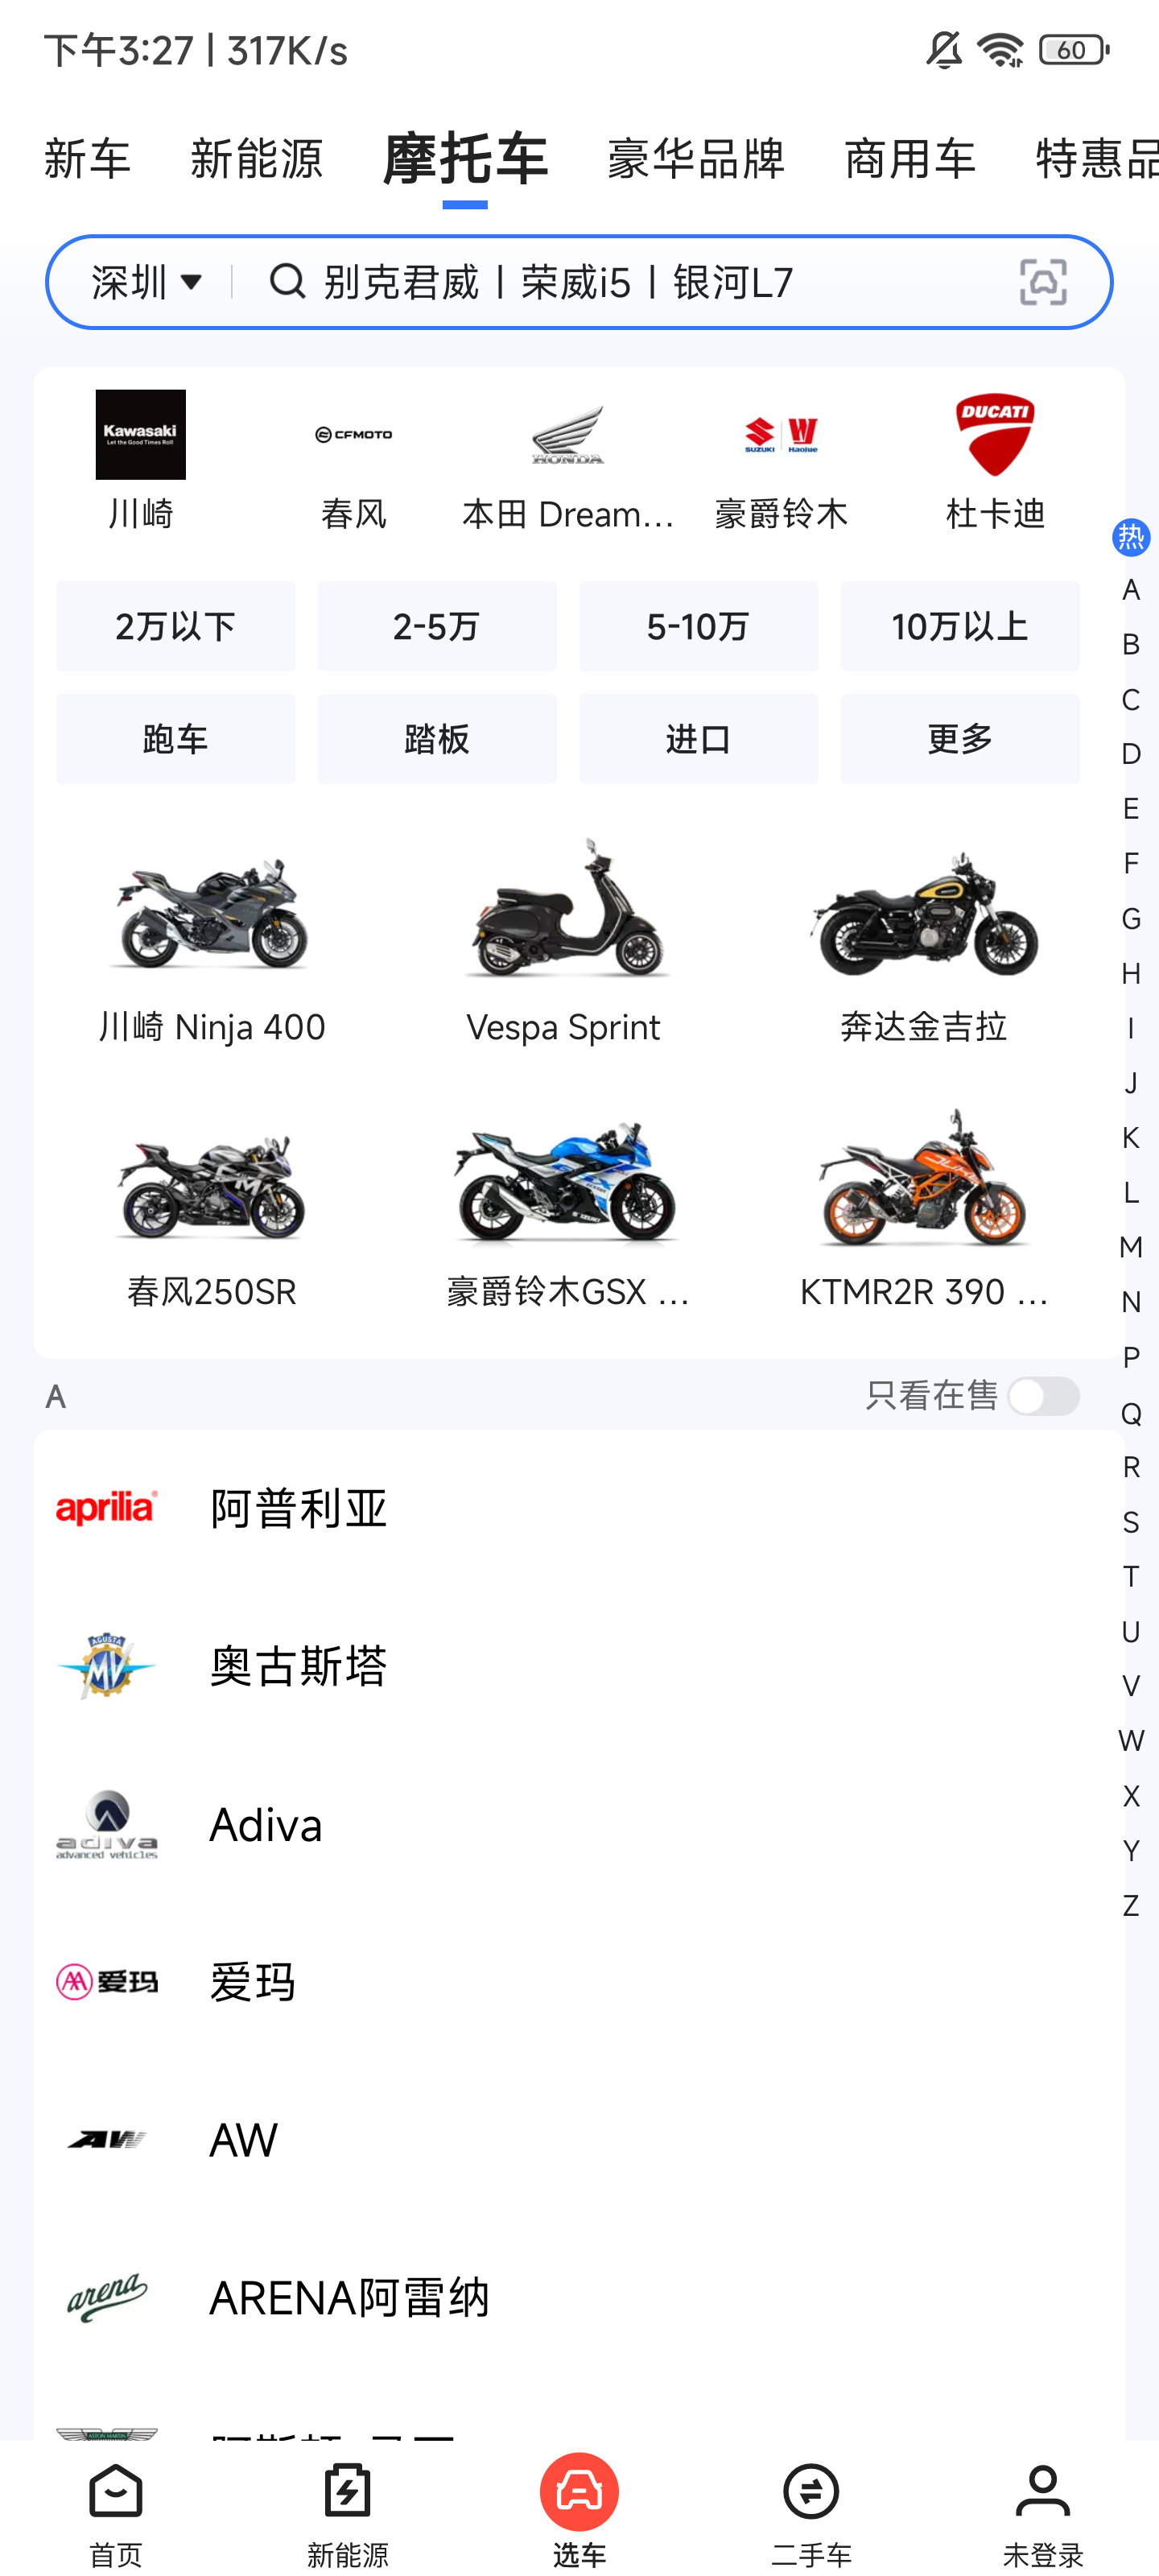 下午3:27 | 317K/s
60
新车 新能源 摩托车 豪华品牌 商用车 特惠品
深圳 别克君威 | 荣威i5 | 银河L7
Kawasaki
Let the Good Times Roll
CFMOTO
HONDA
SUZUKI Haojue
DUCATI
川崎 春风 本田 Dream... 豪爵铃木 杜卡迪
热
2万以下 2-5万 5-10万 10万以上
跑车 踏板 进口 更多
川崎 Ninja 400 Vespa Sprint 奔达金吉拉
春风250SR 豪爵铃木GSX ... KTMR2R 390 ...
A
B
C
D
E
F
G
H
I
J
K
L
M
N
P
Q
R
S
T
U
V
W
X
Y
Z
A 只看在售
aprilia® 阿普利亚
AGUSTA
MV 奥古斯塔
adiva
advanced vehicles
Adiva
爱玛 爱玛
AW AW
arena ARENA阿雷纳
首页 新能源 选车 二手车 未登录